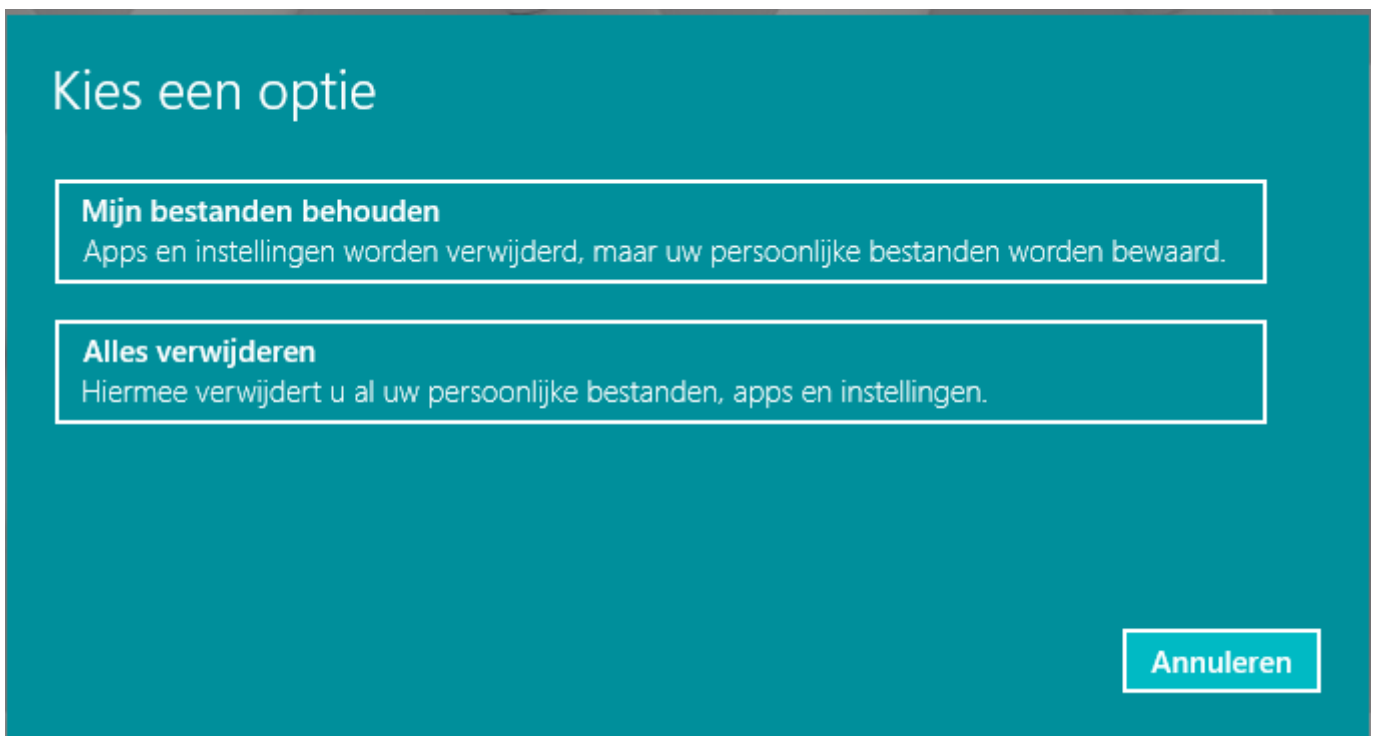 Kies een optie
Mijn bestanden behouden
Apps en instellingen worden verwijderd, maar uw persoonlijke bestanden worden bewaard.
Alles verwijderen
Hiermee verwijdert u al uw persoonlijke bestanden, apps en instellingen.
Annuleren